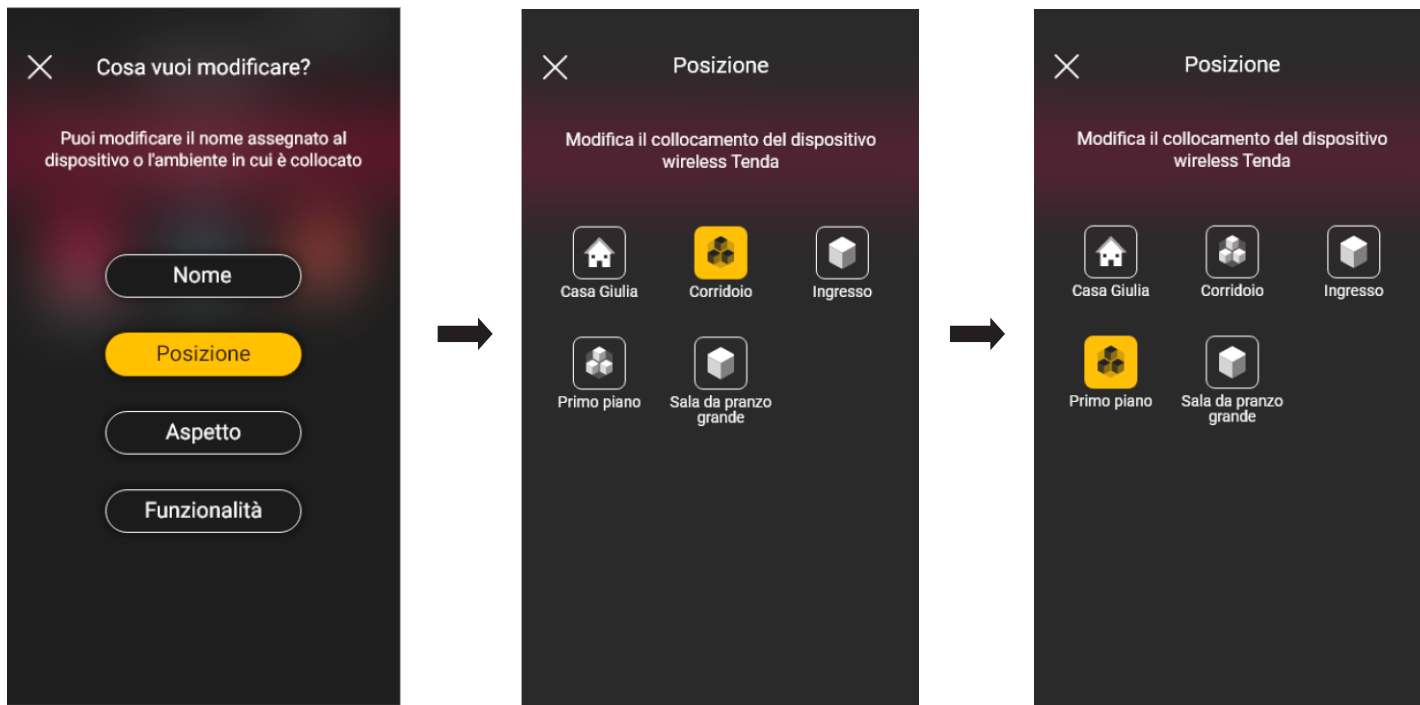 Cosa vuoi modificare?
Puoi modificare il nome assegnato al
dispositivo o l'ambiente in cui è collocato
Nome
Posizione
Aspetto
Funzionalità
Posizione
Modifica il collocamento del dispositivo
wireless Tenda
Casa Giulia
Corridoio
Ingresso
Primo piano
Sala da pranzo
grande
Posizione
Modifica il collocamento del dispositivo
wireless Tenda
Casa Giulia
Corridoio
Ingresso
Primo piano
Sala da pranzo
grande